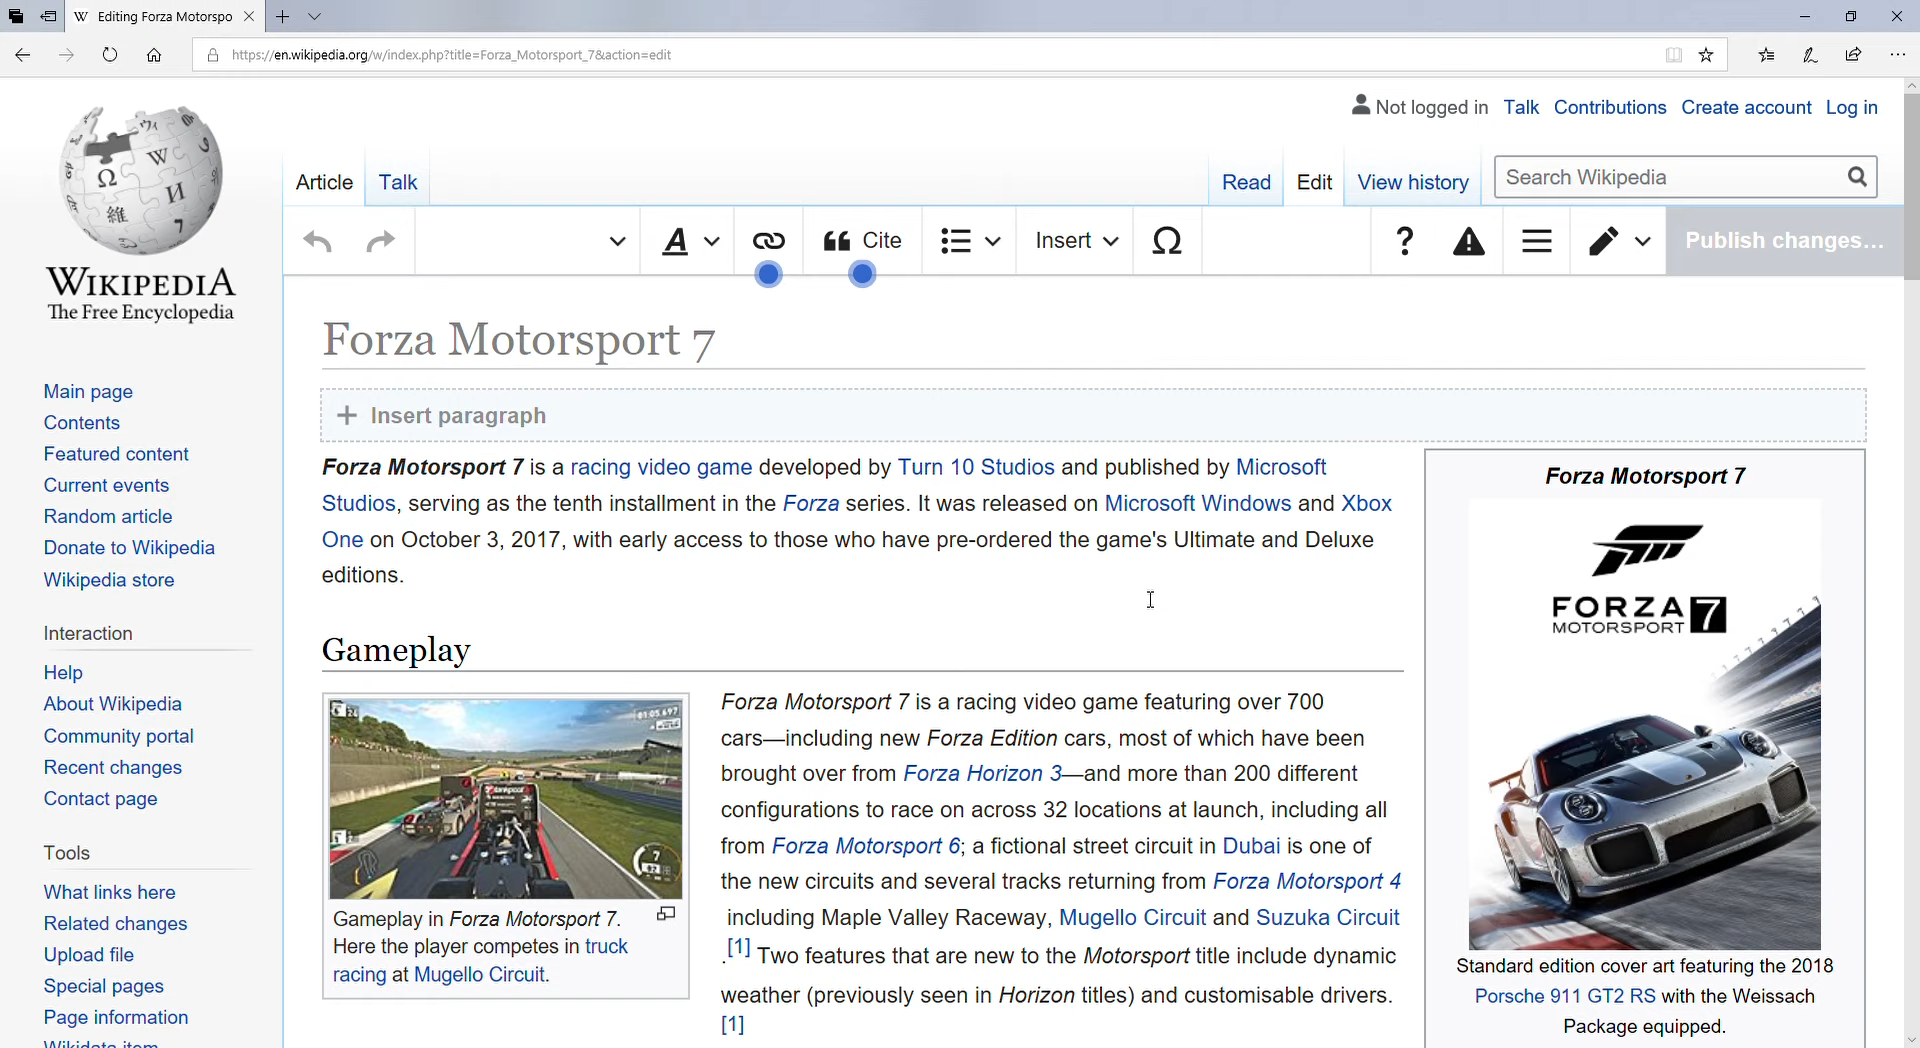 Editing Forza Motorspo
https://en.wikipedia.org/w/index.php?title=Forza_Motorsport_7&action=edit
Not logged in Talk Contributions Create account Log in
Article Talk Read Edit View history Search Wikipedia
Cite Insert Ω ? Publish changes...
WIKIPEDIA
The Free Encyclopedia
Main page
Contents
Featured content
Current events
Random article
Donate to Wikipedia
Wikipedia store
Interaction
Help
About Wikipedia
Community portal
Recent changes
Contact page
Tools
What links here
Related changes
Upload file
Special pages
Page information
Wikidata item
Forza Motorsport 7
+ Insert paragraph
Forza Motorsport 7 is a racing video game developed by Turn 10 Studios and published by Microsoft
Studios, serving as the tenth installment in the Forza series. It was released on Microsoft Windows and Xbox
One on October 3, 2017, with early access to those who have pre-ordered the game's Ultimate and Deluxe
editions.
Gameplay
Gameplay in Forza Motorsport 7.
Here the player competes in truck
racing at Mugello Circuit.
Forza Motorsport 7 is a racing video game featuring over 700
cars—including new Forza Edition cars, most of which have been
brought over from Forza Horizon 3—and more than 200 different
configurations to race on across 32 locations at launch, including all
from Forza Motorsport 6; a fictional street circuit in Dubai is one of
the new circuits and several tracks returning from Forza Motorsport 4
including Maple Valley Raceway, Mugello Circuit and Suzuka Circuit
.[1] Two features that are new to the Motorsport title include dynamic
weather (previously seen in Horizon titles) and customisable drivers.
[1]
Forza Motorsport 7
FORZA 7
MOTORSPORT
Standard edition cover art featuring the 2018
Porsche 911 GT2 RS with the Weissach
Package equipped.